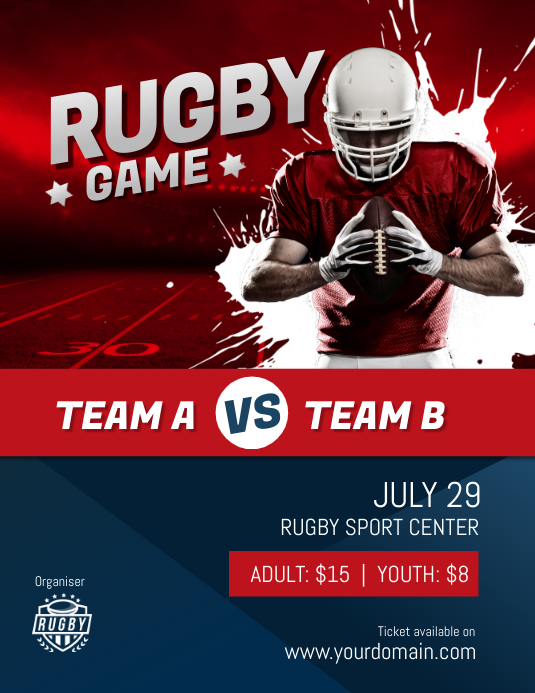 RUGBY
GAME
30
TEAM A VS TEAM B
JULY 29
RUGBY SPORT CENTER
ADULT: $15 | YOUTH: $8
Organiser
RUGBY
Ticket available on
www.yourdomain.com